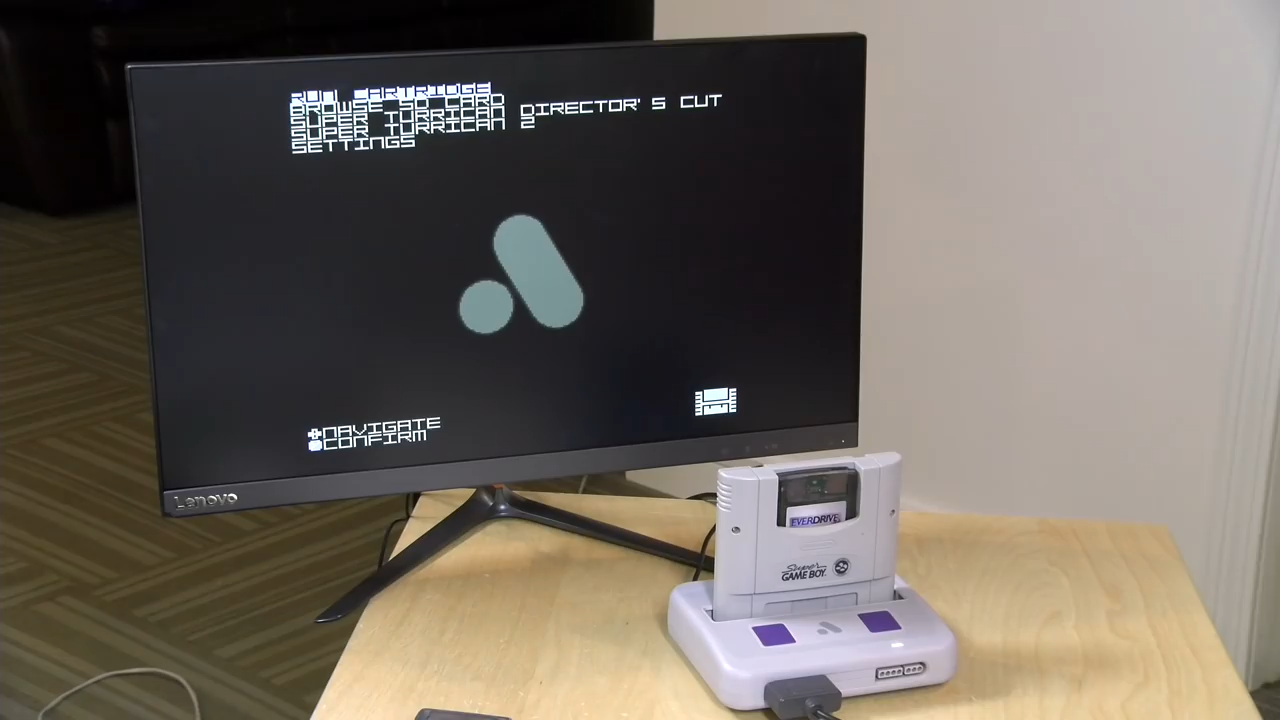 RUN CARTRIDGE
BROWSE SD CARD
SUPER TURRICAN DIRECTOR'S CUT
SUPER TURRICAN 2
SETTINGS
NAVIGATE
CONFIRM
Lenovo
EVERDRIVE
Super
GAME BOY